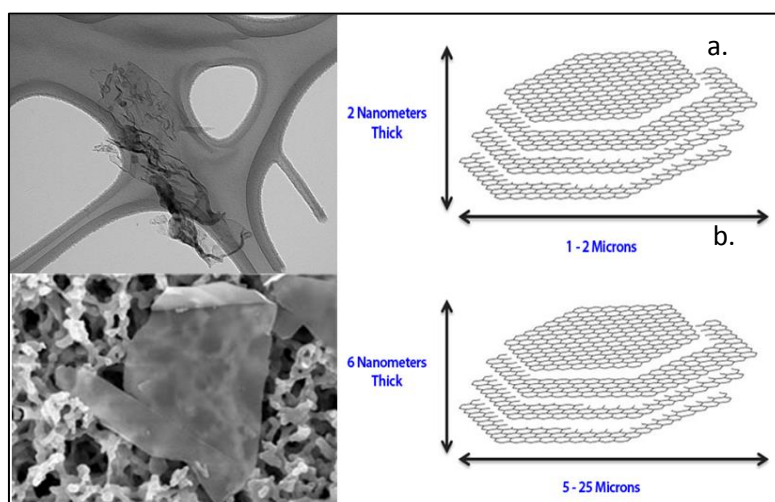 a.
2 Nanometers
Thick
1 - 2 Microns
b.
6 Nanometers
Thick
5 - 25 Microns